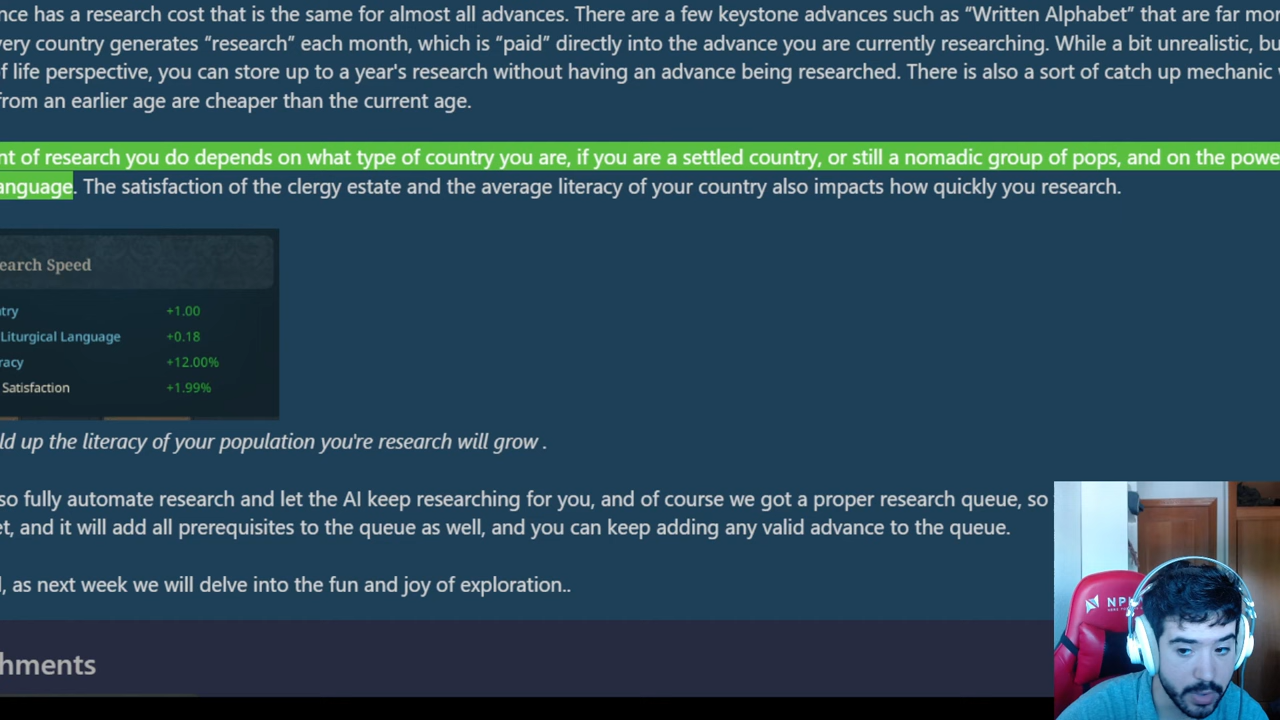 nce has a research cost that is the same for almost all advances. There are a few keystone advances such as “Written Alphabet” that are far mor
very country generates “research” each month, which is “paid” directly into the advance you are currently researching. While a bit unrealistic, bu
f life perspective, you can store up to a year's research without having an advance being researched. There is also a sort of catch up mechanic
from an earlier age are cheaper than the current age.
nt of research you do depends on what type of country you are, if you are a settled country, or still a nomadic group of pops, and on the powe
anguage. The satisfaction of the clergy estate and the average literacy of your country also impacts how quickly you research.
earch Speed
ntry +1.00
Liturgical Language +0.18
racy +12.00%
Satisfaction +1.99%
ld up the literacy of your population you're research will grow .
so fully automate research and let the AI keep researching for you, and of course we got a proper research queue, so
et, and it will add all prerequisites to the queue as well, and you can keep adding any valid advance to the queue.
l, as next week we will delve into the fun and joy of exploration..
hments